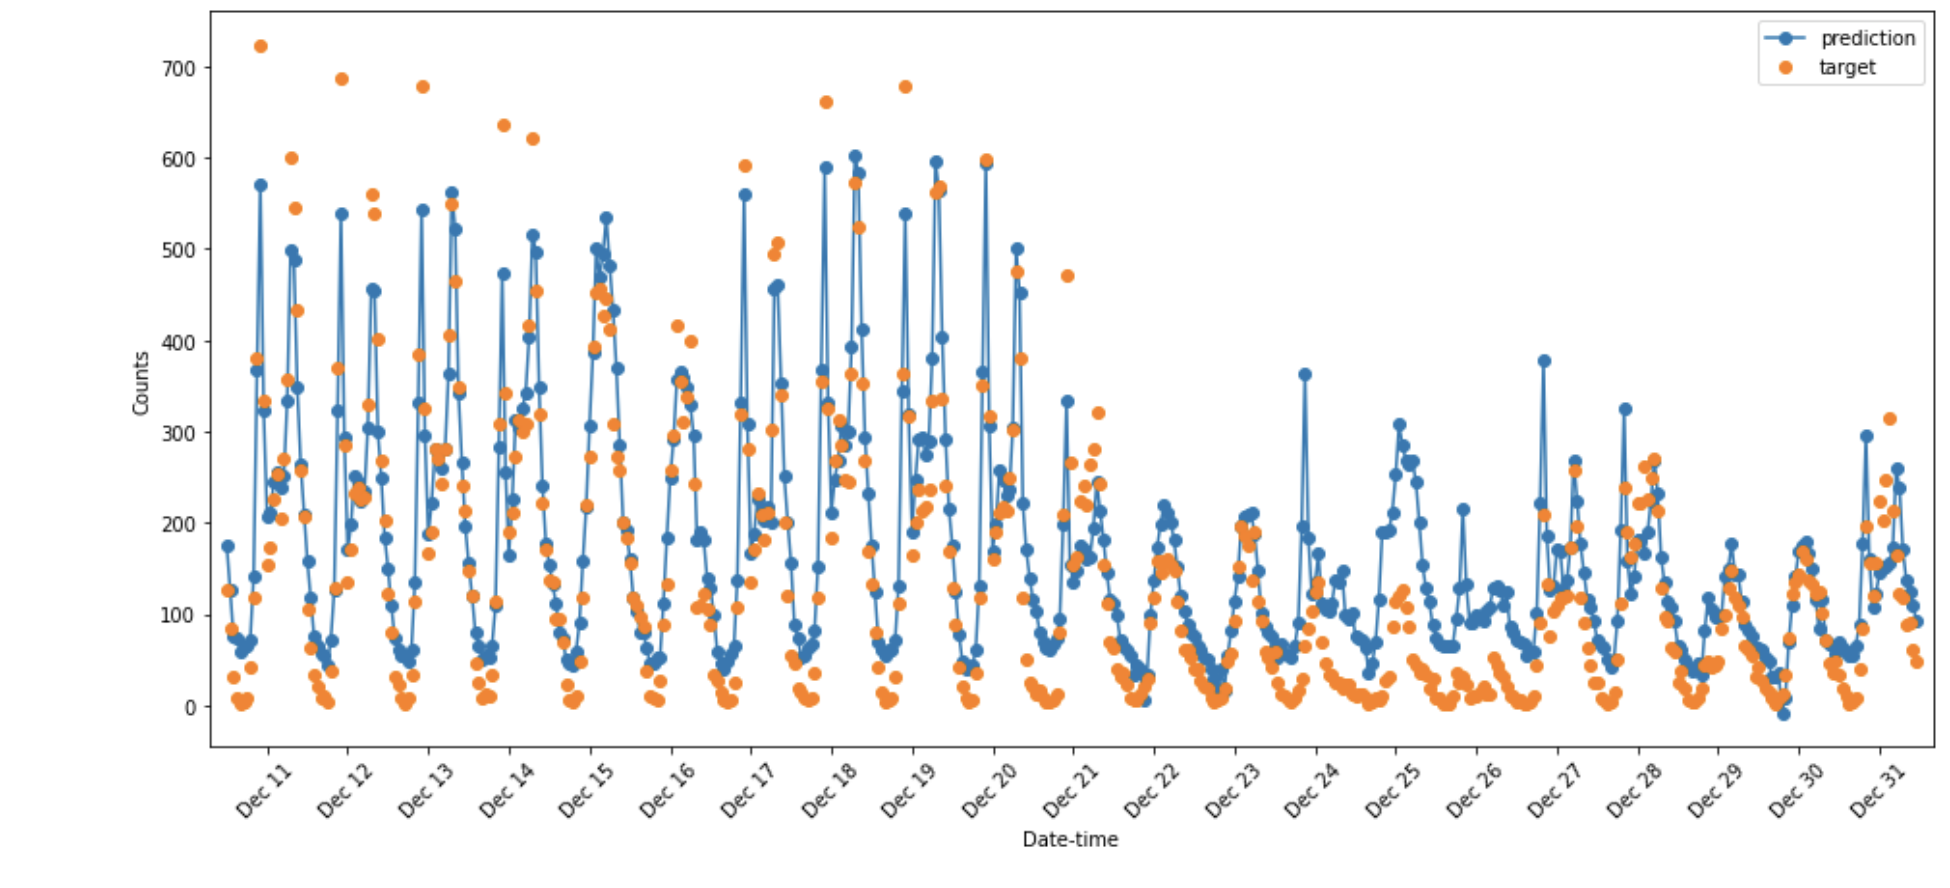 prediction
target
700
600
500
400
300
200
100
0
Counts
Dec 11
Dec 12
Dec 13
Dec 14
Dec 15
Dec 16
Dec 17
Dec 18
Dec 19
Dec 20
Dec 21
Dec 22
Dec 23
Dec 24
Dec 25
Dec 26
Dec 27
Dec 28
Dec 29
Dec 30
Dec 31
Date-time